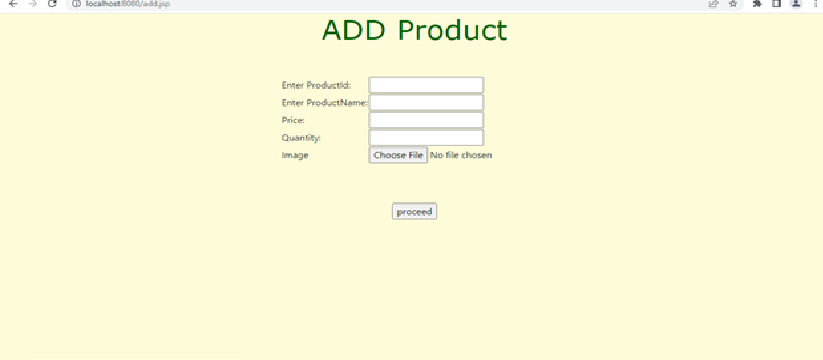 localhost:8080/add.jsp
ADD Product
Enter ProductId:
Enter ProductName:
Price:
Quantity:
Image Choose File No file chosen
proceed